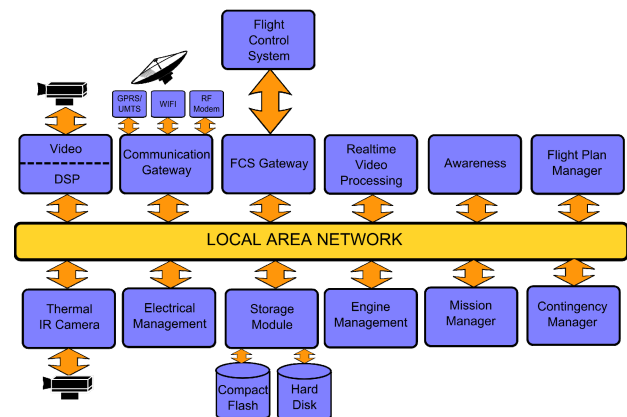 Flight
Control
System
GPRS/
UMTS
WIFI
RF
Modem
Video
DSP
Communication
Gateway
FCS Gateway
Realtime
Video
Processing
Awareness
Flight Plan
Manager
LOCAL AREA NETWORK
Thermal
IR Camera
Electrical
Management
Storage
Module
Engine
Management
Mission
Manager
Contingency
Manager
Compact
Flash
Hard
Disk